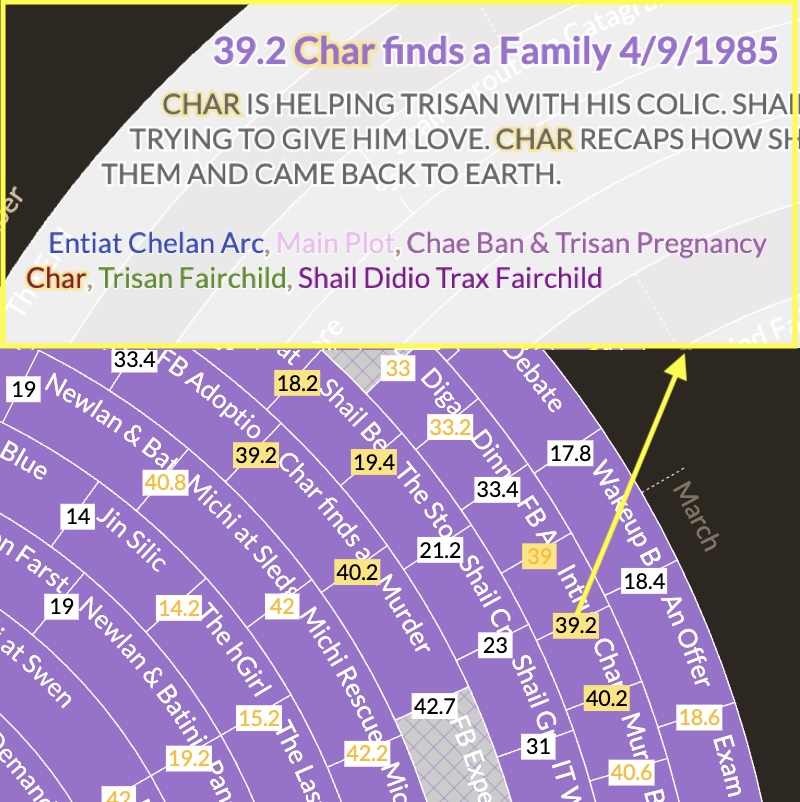 39.2 Char finds a Family 4/9/1985
CHAR IS HELPING TRISAN WITH HIS COLIC. SHAI
TRYING TO GIVE HIM LOVE. CHAR RECAPS HOW SH
THEM AND CAME BACK TO EARTH.
Entiat Chelan Arc, Main Plot, Chae Ban & Trisan Pregnancy
Char, Trisan Fairchild, Shail Didio Trax Fairchild
33.4
FB Adoptio
at
18.2
Shail Be
33
Diga
Debate
19
Newlan & Bat
39.2
Char finds a
19.4
The Sto
33.2
Dinn
17.8
Wakeup B
March
Blue
40.8
Michi at Sleds
33.4
FB A
14
Jin Silic
40.2
Murder
21.2
Shail Cr
39
Intr
18.4
An Offer
on Farst
19
Newlan & Batini
14.2
The hGirl
42
Michi Rescue
23
Shail G
39.2
Char
i at Swen
15.2
The Las
42.7
FB Expe
31
IT W
40.2
Mur
18.6
Exam
Demand
19.2
Pan
42.2
Mic
40.6
B
42